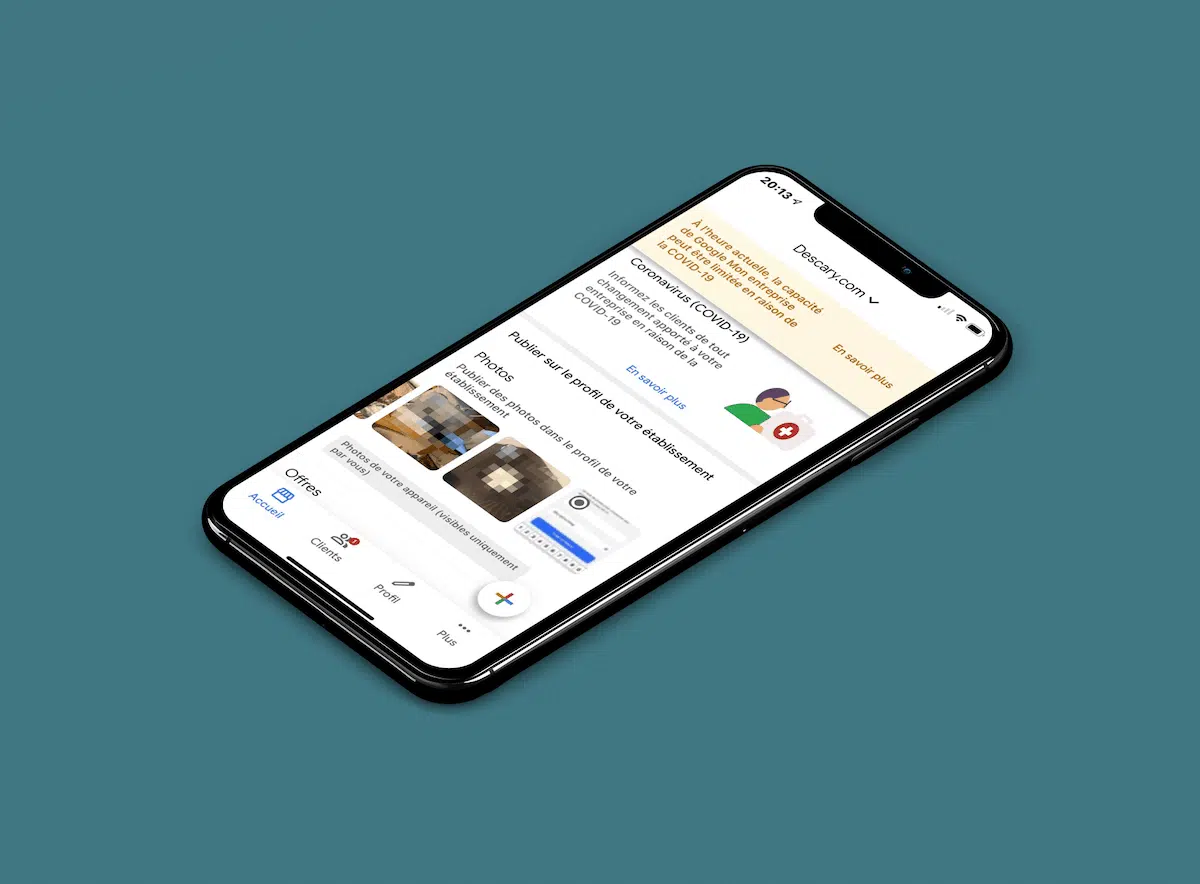 20:13
Descary.com
À l'heure actuelle, la capacité
de Google Mon entreprise
peut être limitée en raison de
la COVID-19
En savoir plus
Coronavirus (COVID-19)
Informez les clients de tout
changement apporté à votre
entreprise en raison de la
COVID-19
En savoir plus
Publier sur le profil de votre établissement
Photos
Publier des photos dans le profil de votre
établissement
Photos de votre appareil (visibles uniquement
par vous)
Offres
Accueil
Clients
Profil
Plus